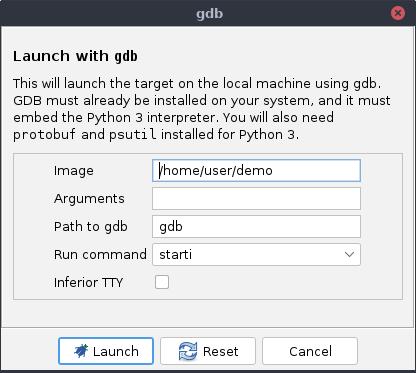 gdb
Launch with gdb
This will launch the target on the local machine using gdb.
GDB must already be installed on your system, and it must
embed the Python 3 interpreter. You will also need
protobuf and psutil installed for Python 3.
Image /home/user/demo
Arguments
Path to gdb gdb
Run command starti
Inferior TTY
Launch Reset Cancel